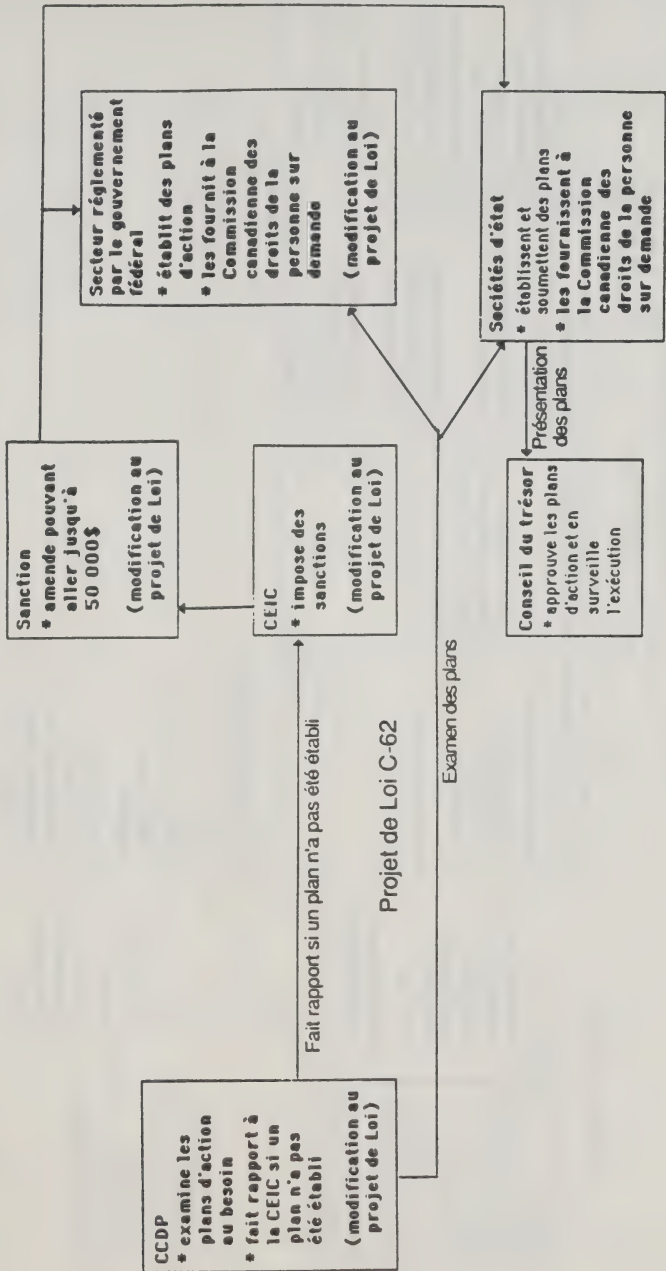 CCDP
* examine les
plans d'action
au besoin
* fait rapport à
la CEIC si un
plan n'a pas
été établi
(modification au
projet de Loi)
Fait rapport si un plan n'a pas été établi
Projet de Loi C-62
Examen des plans
Sanction
* amende pouvant
aller jusqu'à
50 000$
(modification au
projet de Loi)
CEIC
* impose des
sanctions
(modification au
projet de Loi)
Conseil du trésor
* approuve les plans
d'action et en
surveille
l'exécution
Présentation
des plans
Secteur réglementé
par le gouvernement
fédéral
* établit des plans
d'action
* les fournit à la
Commission
canadienne des
droits de la
personne sur
demande
(modification au
projet de Loi)
Sociétés d'état
* établissent et
soumettent des plans
* les fournissent à
la Commission
canadienne des
droits de la personne
sur demande